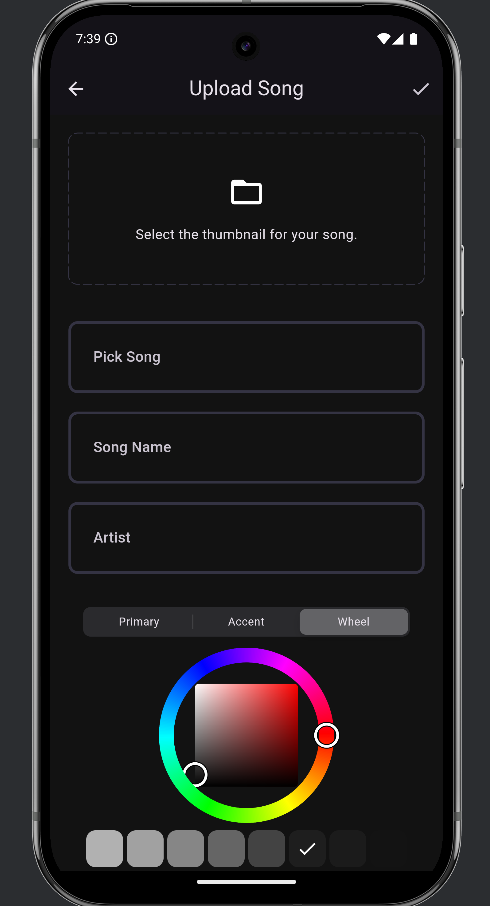 7:39
Upload Song
Select the thumbnail for your song.
Pick Song
Song Name
Artist
Primary
Accent
Wheel